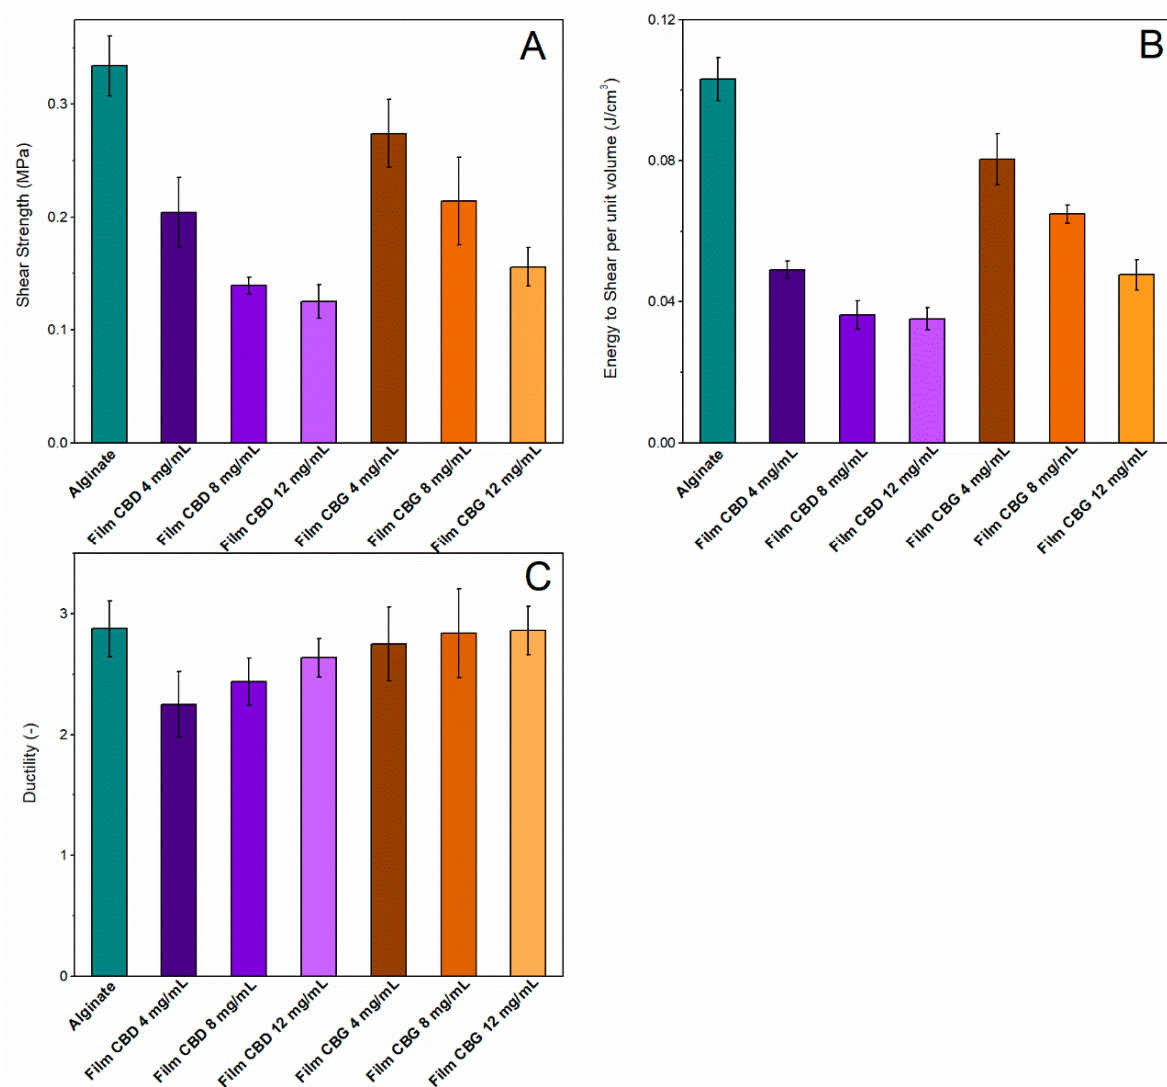 A
Shear Strength (MPa)
0.3
0.2
0.1
0.0
Alginate
Film CBD 4 mg/mL
Film CBD 8 mg/mL
Film CBD 12 mg/mL
Film CBG 4 mg/mL
Film CBG 8 mg/mL
Film CBG 12 mg/mL
B
Energy to Shear per unit volume (J/cm³)
0.12
0.08
0.04
0.00
Alginate
Film CBD 4 mg/mL
Film CBD 8 mg/mL
Film CBD 12 mg/mL
Film CBG 4 mg/mL
Film CBG 8 mg/mL
Film CBG 12 mg/mL
C
Ductility (-)
3
2
1
0
Alginate
Film CBD 4 mg/mL
Film CBD 8 mg/mL
Film CBD 12 mg/mL
Film CBG 4 mg/mL
Film CBG 8 mg/mL
Film CBG 12 mg/mL